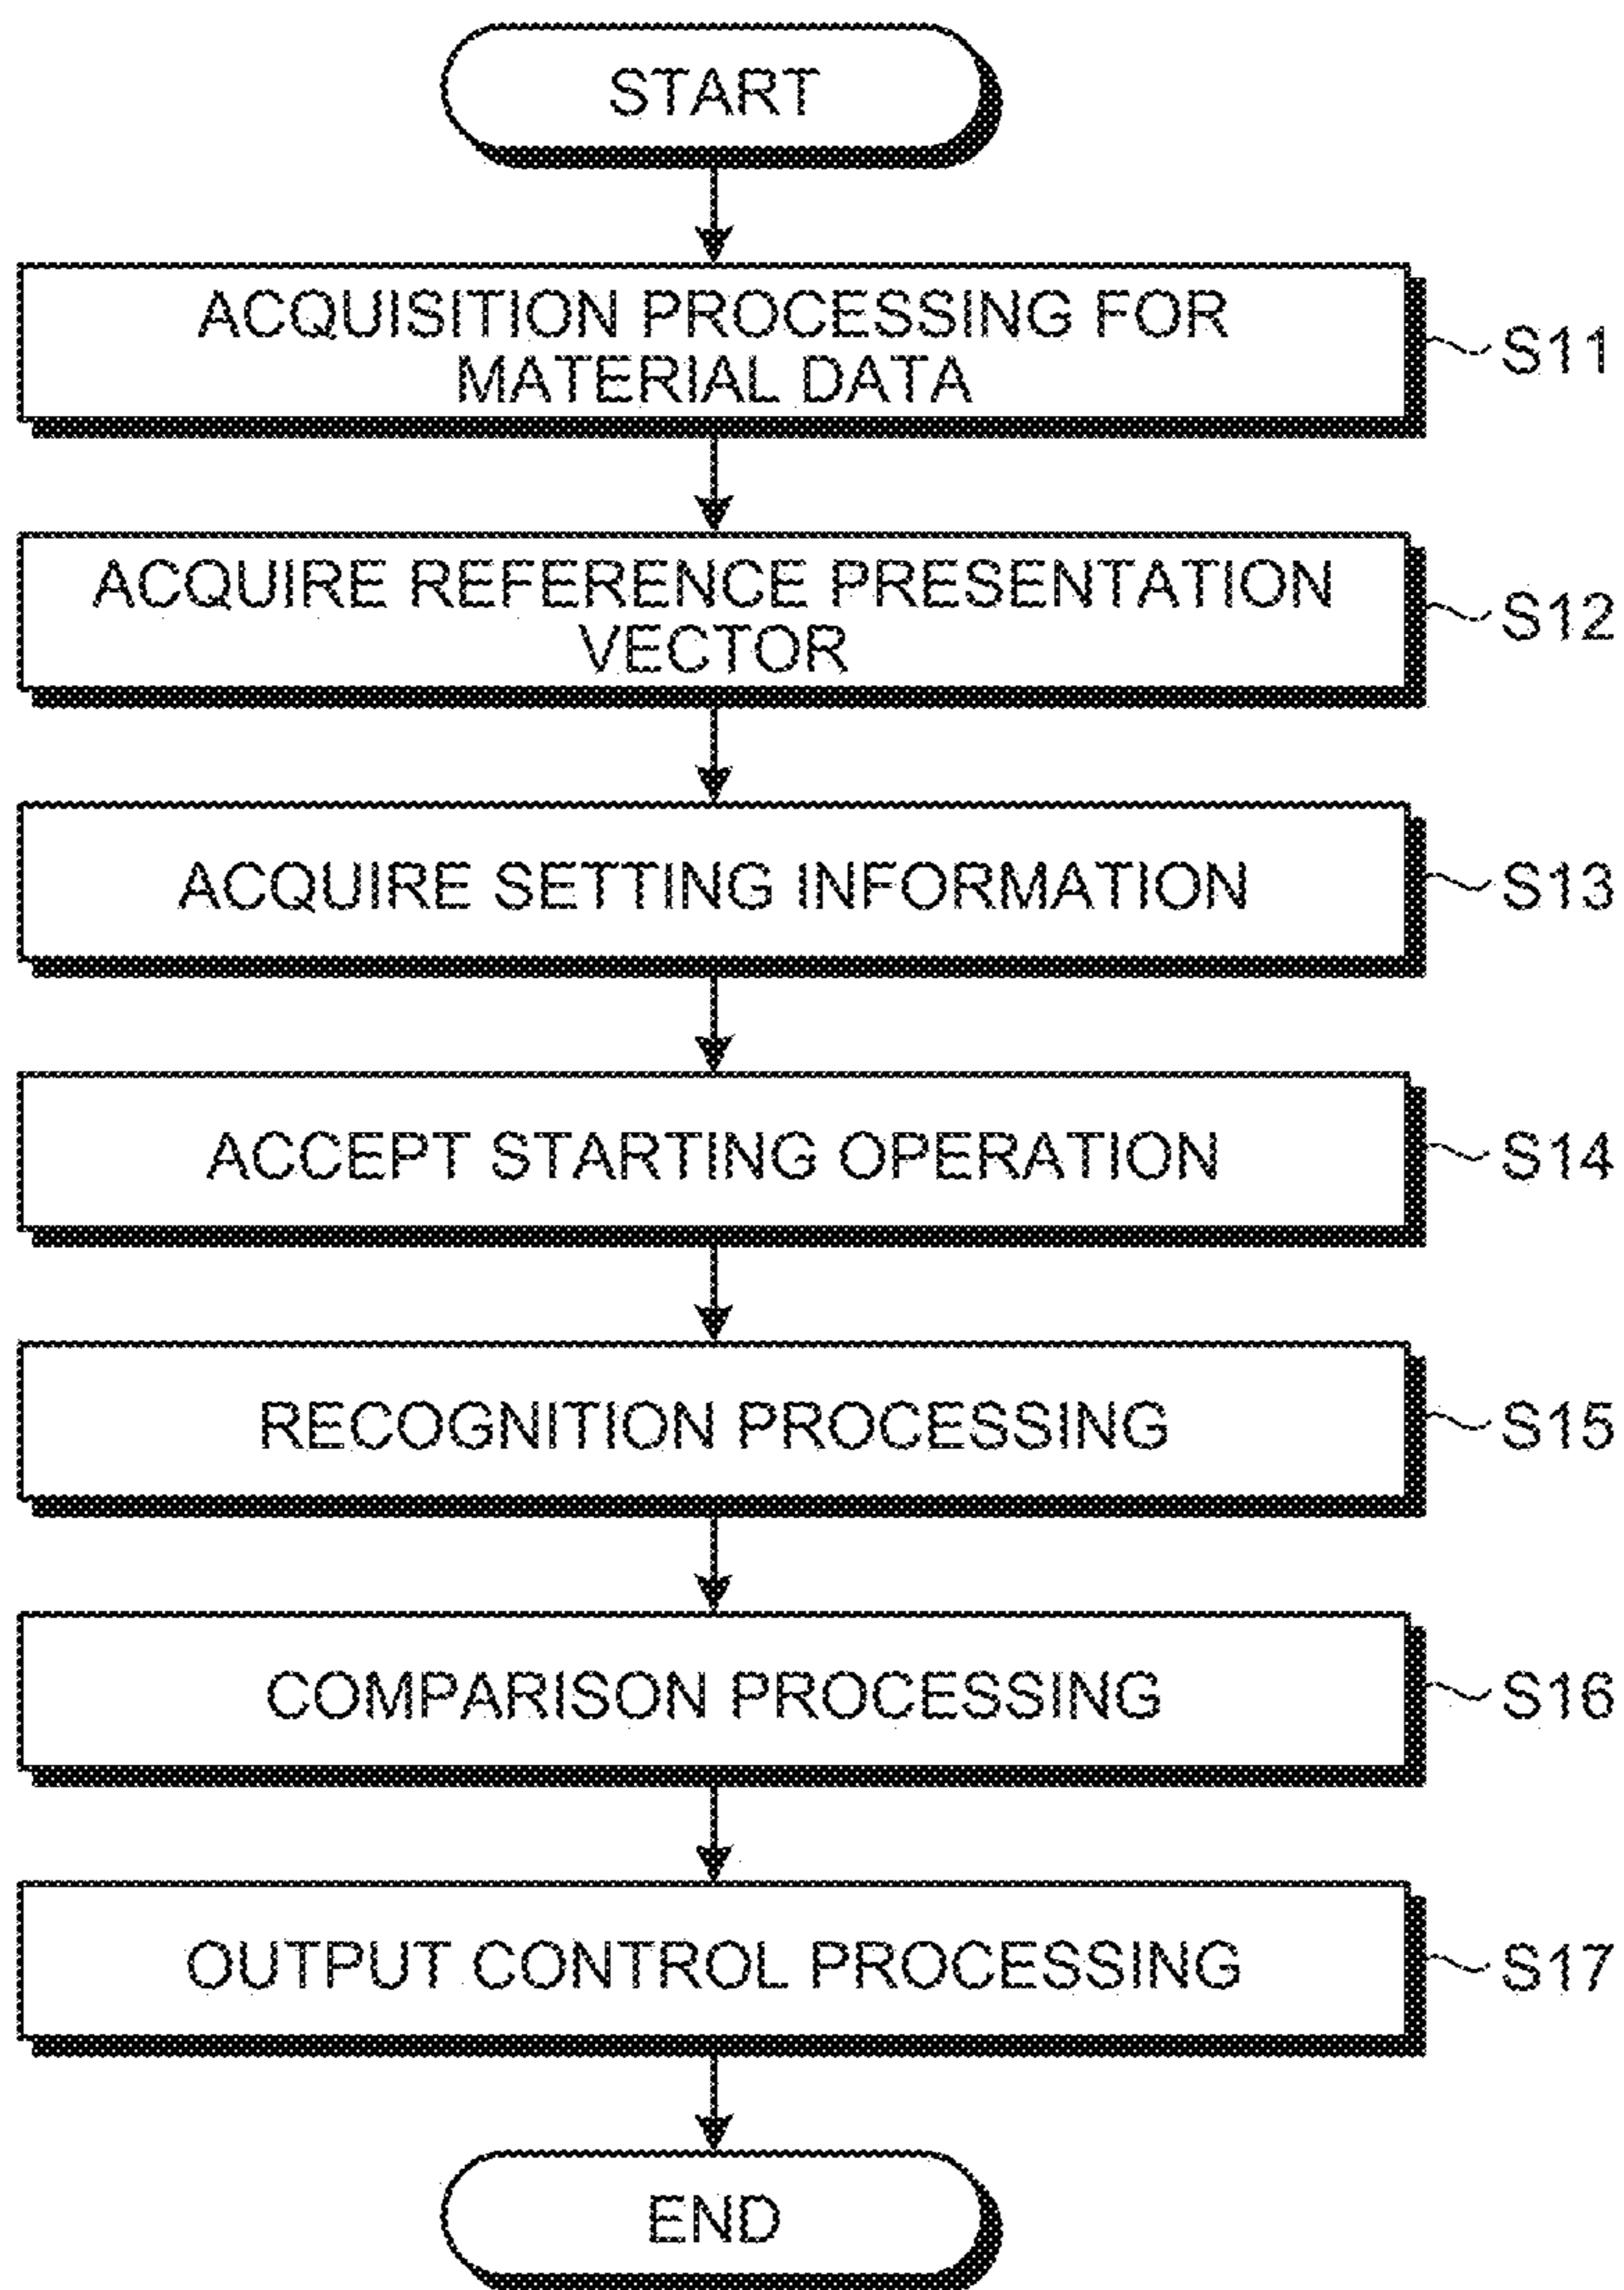 START
ACQUISITION PROCESSING FOR
MATERIAL DATA
S11
ACQUIRE REFERENCE PRESENTATION
VECTOR
S12
ACQUIRE SETTING INFORMATION
S13
ACCEPT STARTING OPERATION
S14
RECOGNITION PROCESSING
S15
COMPARISON PROCESSING
S16
OUTPUT CONTROL PROCESSING
S17
END